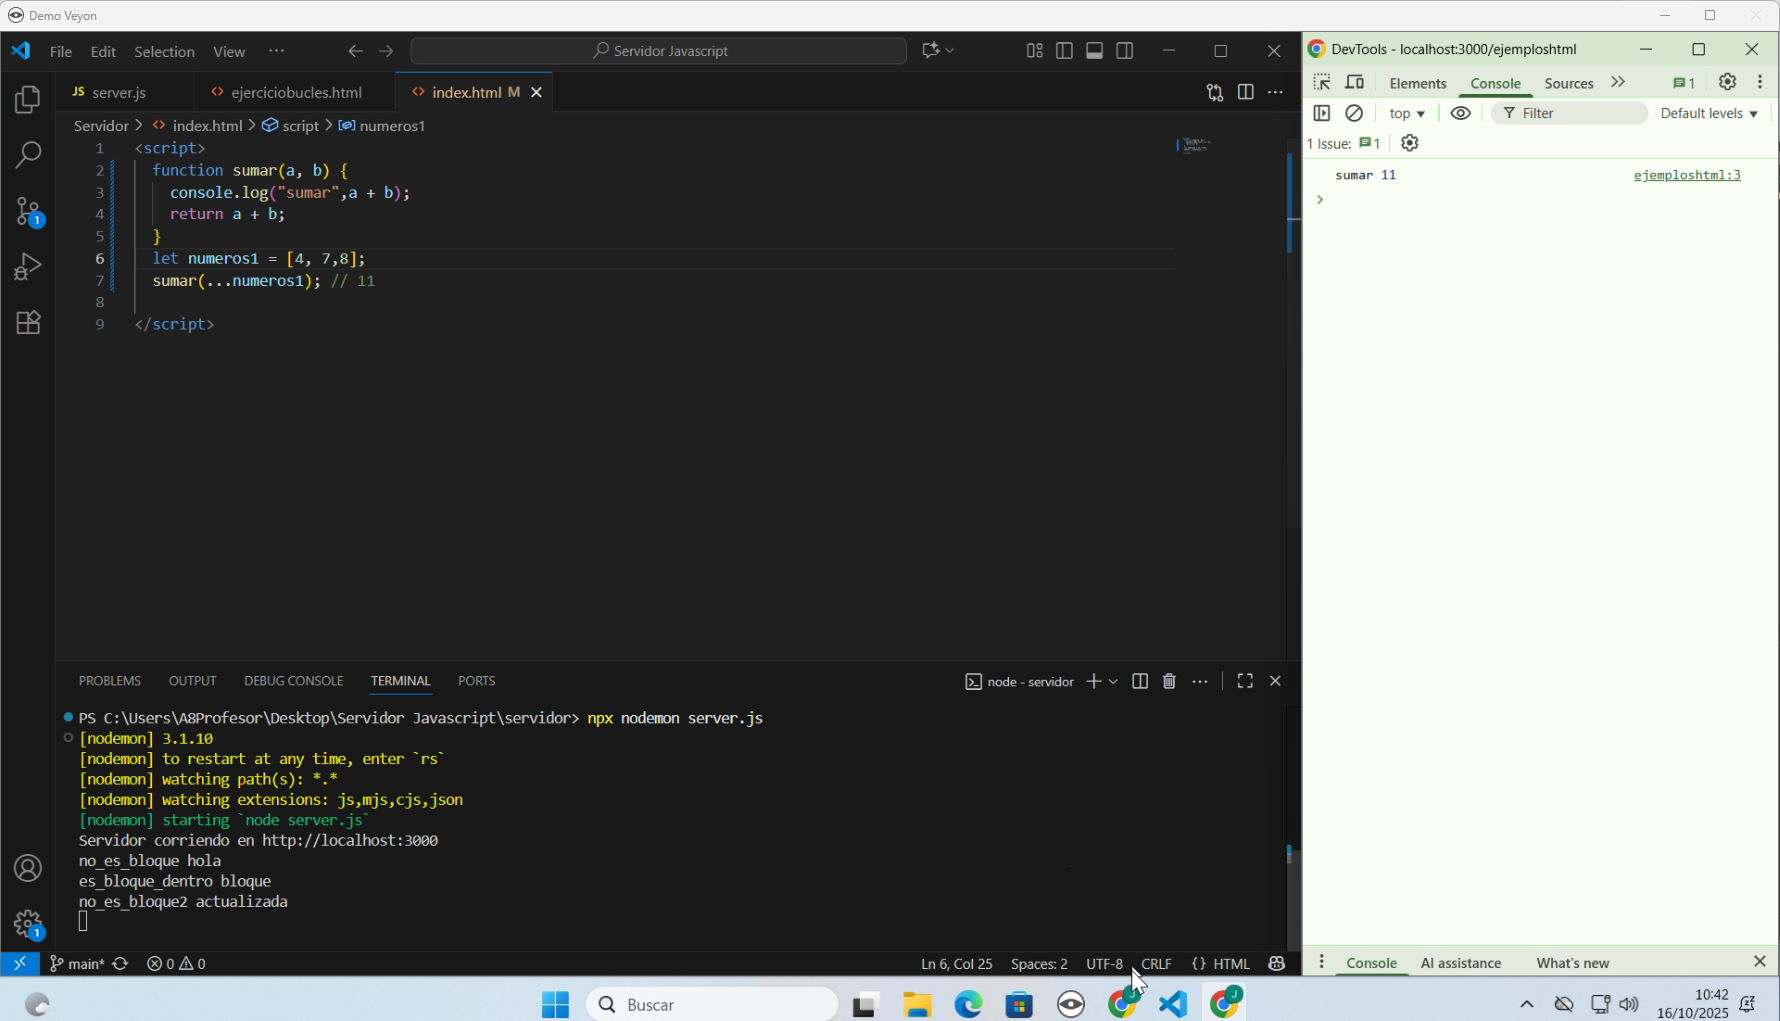 Demo Veyon
File Edit Selection View ···
Servidor Javascript
JS server.js
<> ejerciciobucles.html
<> index.html M
Servidor > <> index.html > script > numeros1
1 <script>
2 function sumar(a, b) {
3 console.log("sumar",a + b);
4 return a + b;
5 }
6 let numeros1 = [4, 7,8];
7 sumar(...numeros1); // 11
8
9 </script>
PROBLEMS OUTPUT DEBUG CONSOLE TERMINAL PORTS
node - servidor
PS C:\Users\A8Profesor\Desktop\Servidor Javascript\servidor> npx nodemon server.js
[nodemon] 3.1.10
[nodemon] to restart at any time, enter `rs`
[nodemon] watching path(s): *.*
[nodemon] watching extensions: js,mjs,cjs,json
[nodemon] starting `node server.js`
Servidor corriendo en http://localhost:3000
no_es_bloque hola
es_bloque_dentro bloque
no_es_bloque2 actualizada
1
1
main* 0 0
Ln 6, Col 25 Spaces: 2 UTF-8 CRLF {} HTML
DevTools - localhost:3000/ejemploshtml
Elements Console Sources 1
top Filter Default levels
1 Issue: 1
sumar 11 ejemploshtml:3
Console AI assistance What's new
Buscar
J
J
10:42
16/10/2025